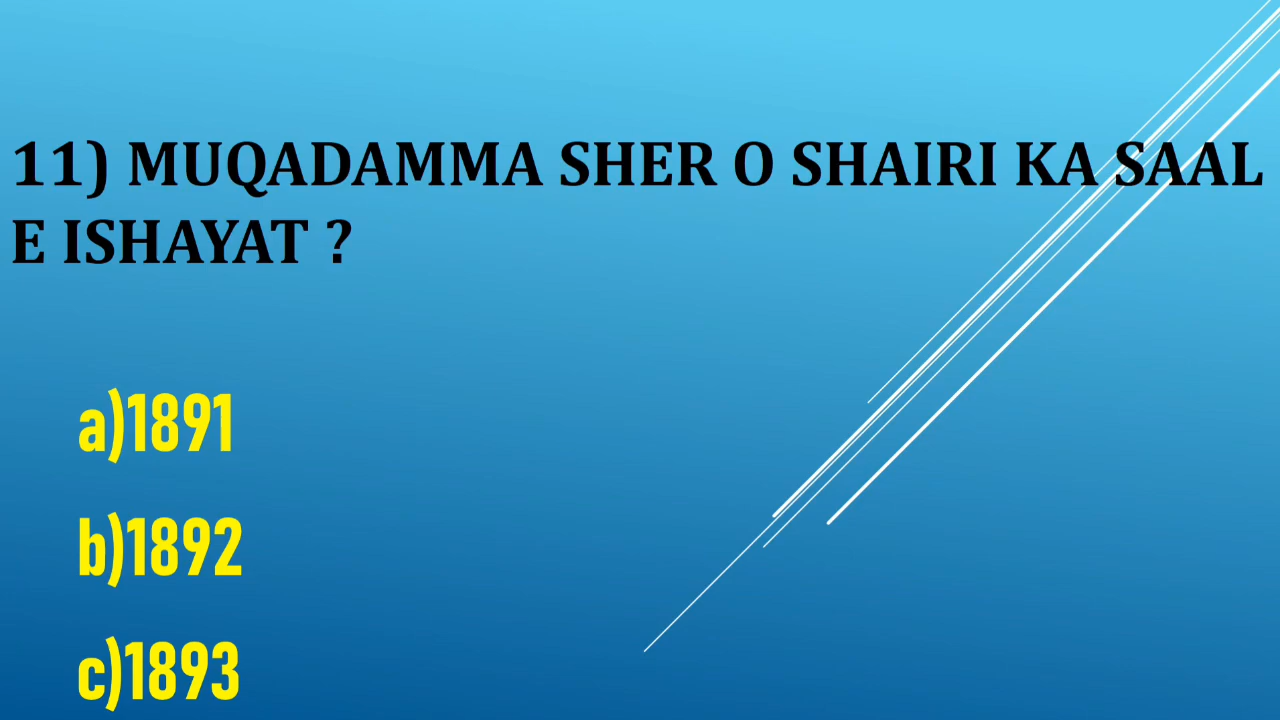 11) MUQADAMMA SHER O SHAIRI KA SAAL
E ISHAYAT ?
a)1891
b)1892
c)1893